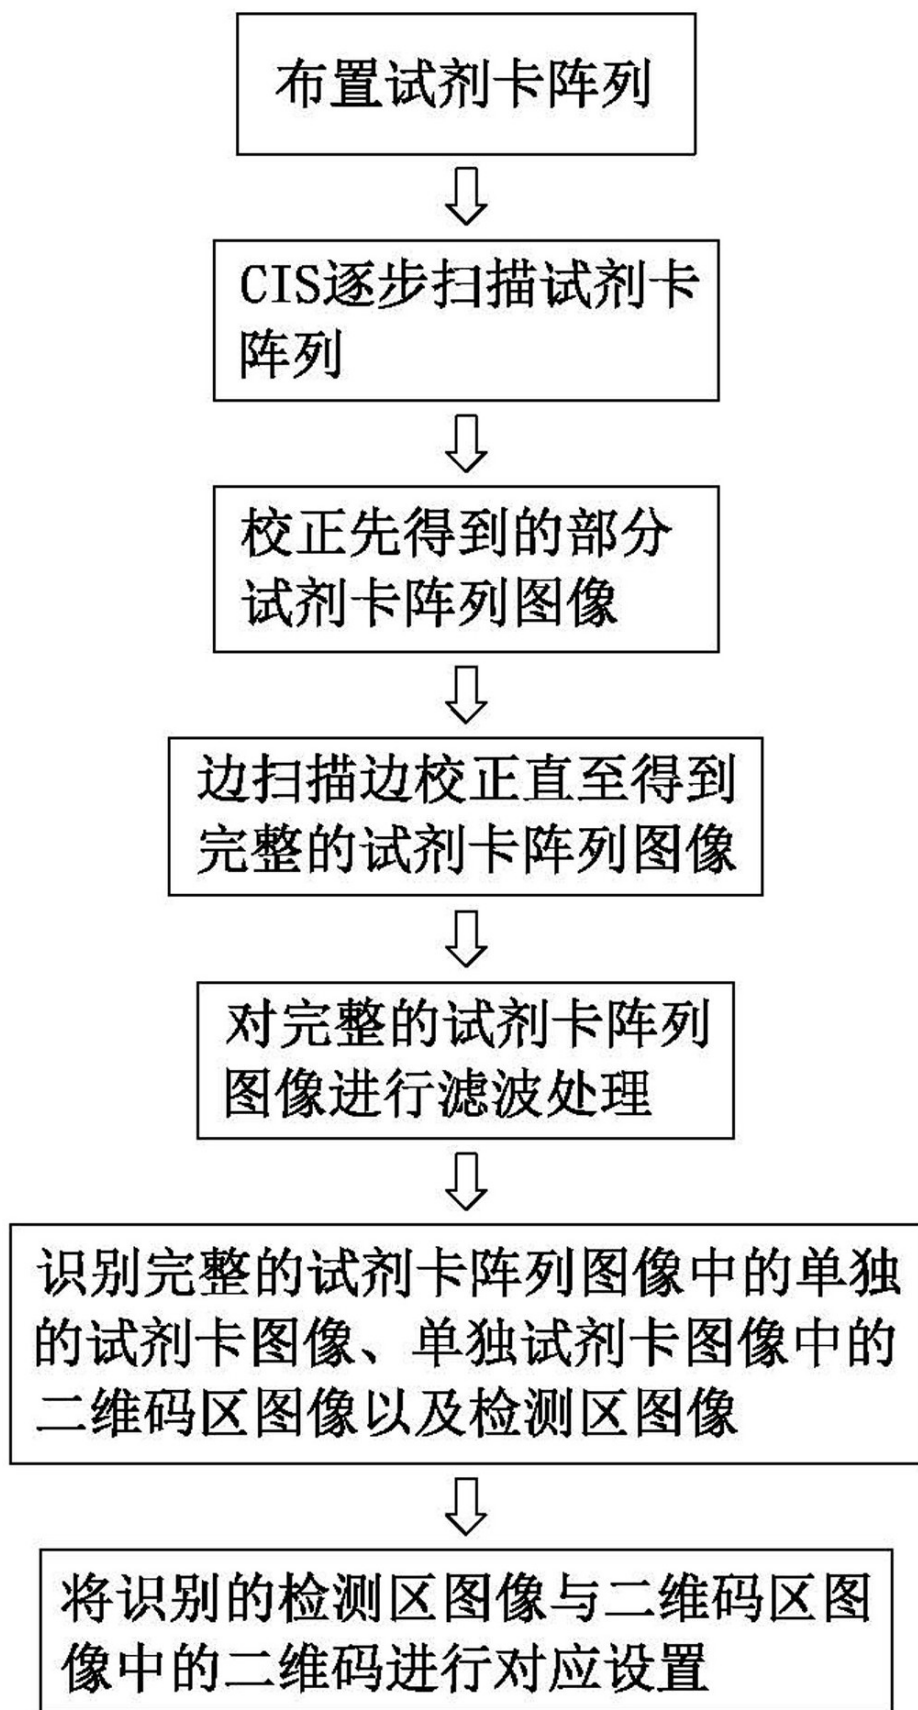 布置试剂卡阵列
CIS逐步扫描试剂卡
阵列
校正先得到的部分
试剂卡阵列图像
边扫描边校正直至得到
完整的试剂卡阵列图像
对完整的试剂卡阵列
图像进行滤波处理
识别完整的试剂卡阵列图像中的单独
的试剂卡图像、单独试剂卡图像中的
二维码区图像以及检测区图像
将识别的检测区图像与二维码区图
像中的二维码进行对应设置